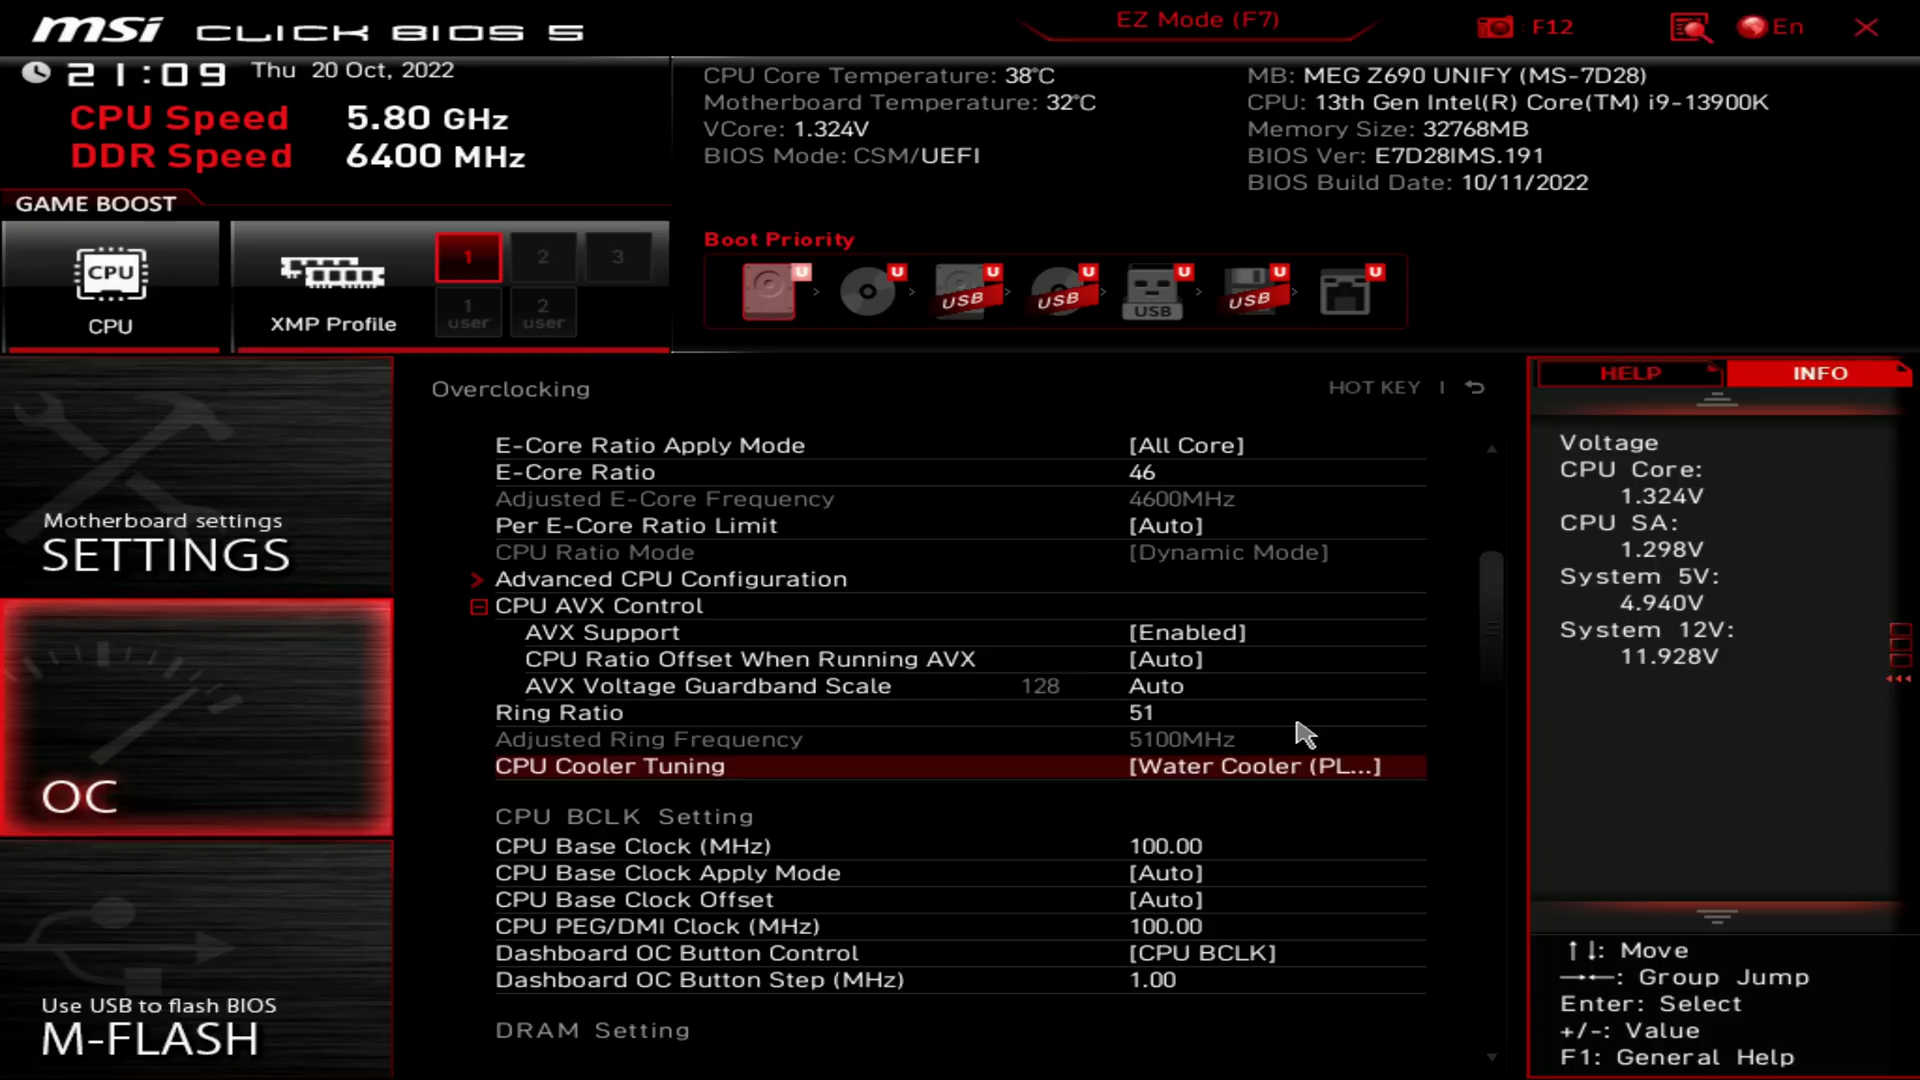 msi CLICK BIOS 5
EZ Mode (F7)
F12
En
21:09 Thu 20 Oct, 2022
CPU Speed 5.80 GHz
DDR Speed 6400 MHz
CPU Core Temperature: 38°C
Motherboard Temperature: 32°C
VCore: 1.324V
BIOS Mode: CSM/UEFI
MB: MEG Z690 UNIFY (MS-7D28)
CPU: 13th Gen Intel(R) Core(TM) i9-13900K
Memory Size: 32768MB
BIOS Ver: E7D28IMS.191
BIOS Build Date: 10/11/2022
GAME BOOST
CPU
CPU
XMP Profile
1 2 3
1 user
2 user
Boot Priority
U U U U U U U
USB USB USB USB
Motherboard settings
SETTINGS
OC
Use USB to flash BIOS
M-FLASH
Overclocking
HOT KEY |
E-Core Ratio Apply Mode [All Core]
E-Core Ratio 46
Adjusted E-Core Frequency 4600MHz
Per E-Core Ratio Limit [Auto]
CPU Ratio Mode [Dynamic Mode]
> Advanced CPU Configuration
CPU AVX Control
AVX Support [Enabled]
CPU Ratio Offset When Running AVX [Auto]
AVX Voltage Guardband Scale 128 Auto
Ring Ratio 51
Adjusted Ring Frequency 5100MHz
CPU Cooler Tuning [Water Cooler (PL...]
CPU BCLK Setting
CPU Base Clock (MHz) 100.00
CPU Base Clock Apply Mode [Auto]
CPU Base Clock Offset [Auto]
CPU PEG/DMI Clock (MHz) 100.00
Dashboard OC Button Control [CPU BCLK]
Dashboard OC Button Step (MHz) 1.00
DRAM Setting
HELP
INFO
Voltage
CPU Core:
1.324V
CPU SA:
1.298V
System 5V:
4.940V
System 12V:
11.928V
↑↓: Move
→←: Group Jump
Enter: Select
+/-: Value
F1: General Help